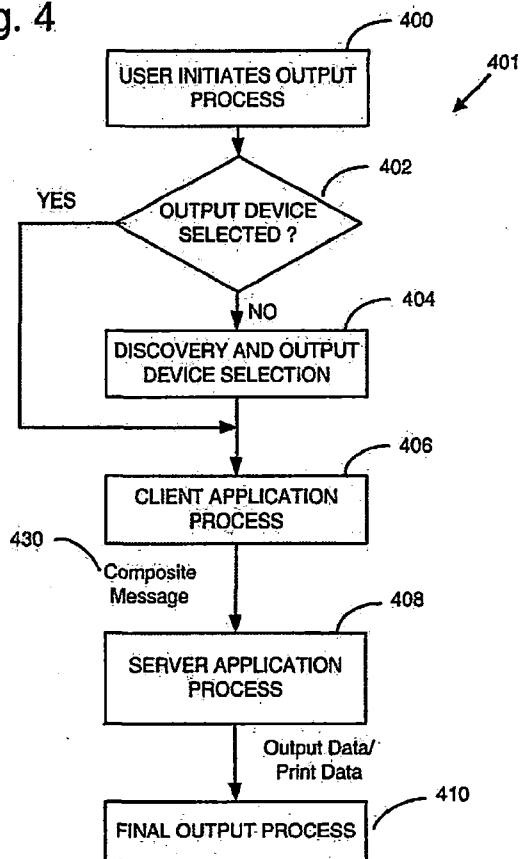 g. 4
400
USER INITIATES OUTPUT
PROCESS
401
402
YES
OUTPUT DEVICE
SELECTED ?
NO
404
DISCOVERY AND OUTPUT
DEVICE SELECTION
406
CLIENT APPLICATION
PROCESS
430
Composite
Message
408
SERVER APPLICATION
PROCESS
Output Data/
Print Data
410
FINAL OUTPUT PROCESS